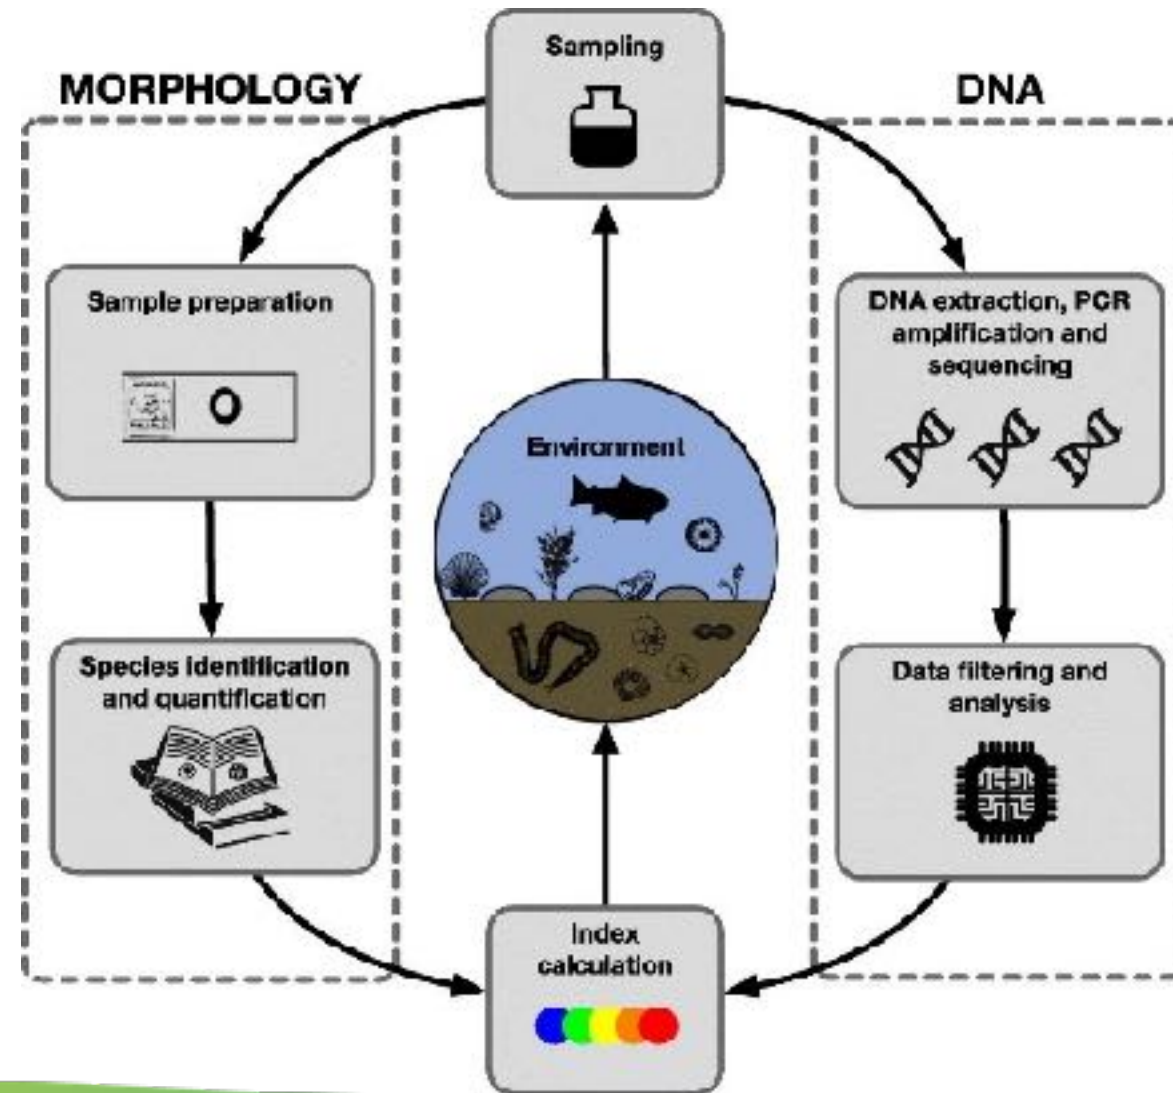 Sampling
MORPHOLOGY
DNA
Sample preparation
DNA extraction, PCR
amplification and
sequencing
Environment
Species identification
and quantification
Data filtering and
analysis
Index
calculation